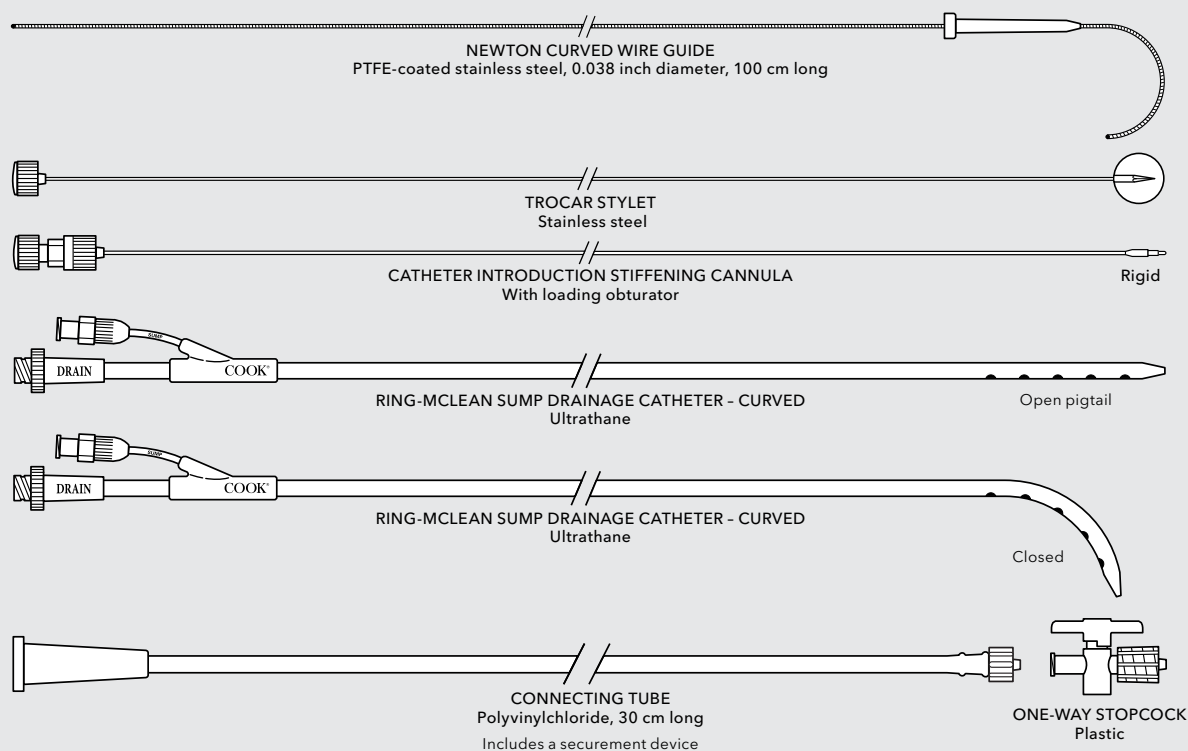 NEWTON CURVED WIRE GUIDE
PTFE-coated stainless steel, 0.038 inch diameter, 100 cm long
TROCAR STYLET
Stainless steel
CATHETER INTRODUCTION STIFFENING CANNULA
With loading obturator
Rigid
SUMP
DRAIN
COOK®
RING-MCLEAN SUMP DRAINAGE CATHETER – CURVED
Ultrathane
Open pigtail
SUMP
DRAIN
COOK®
RING-MCLEAN SUMP DRAINAGE CATHETER – CURVED
Ultrathane
Closed
CONNECTING TUBE
Polyvinylchloride, 30 cm long
Includes a securement device
ONE-WAY STOPCOCK
Plastic